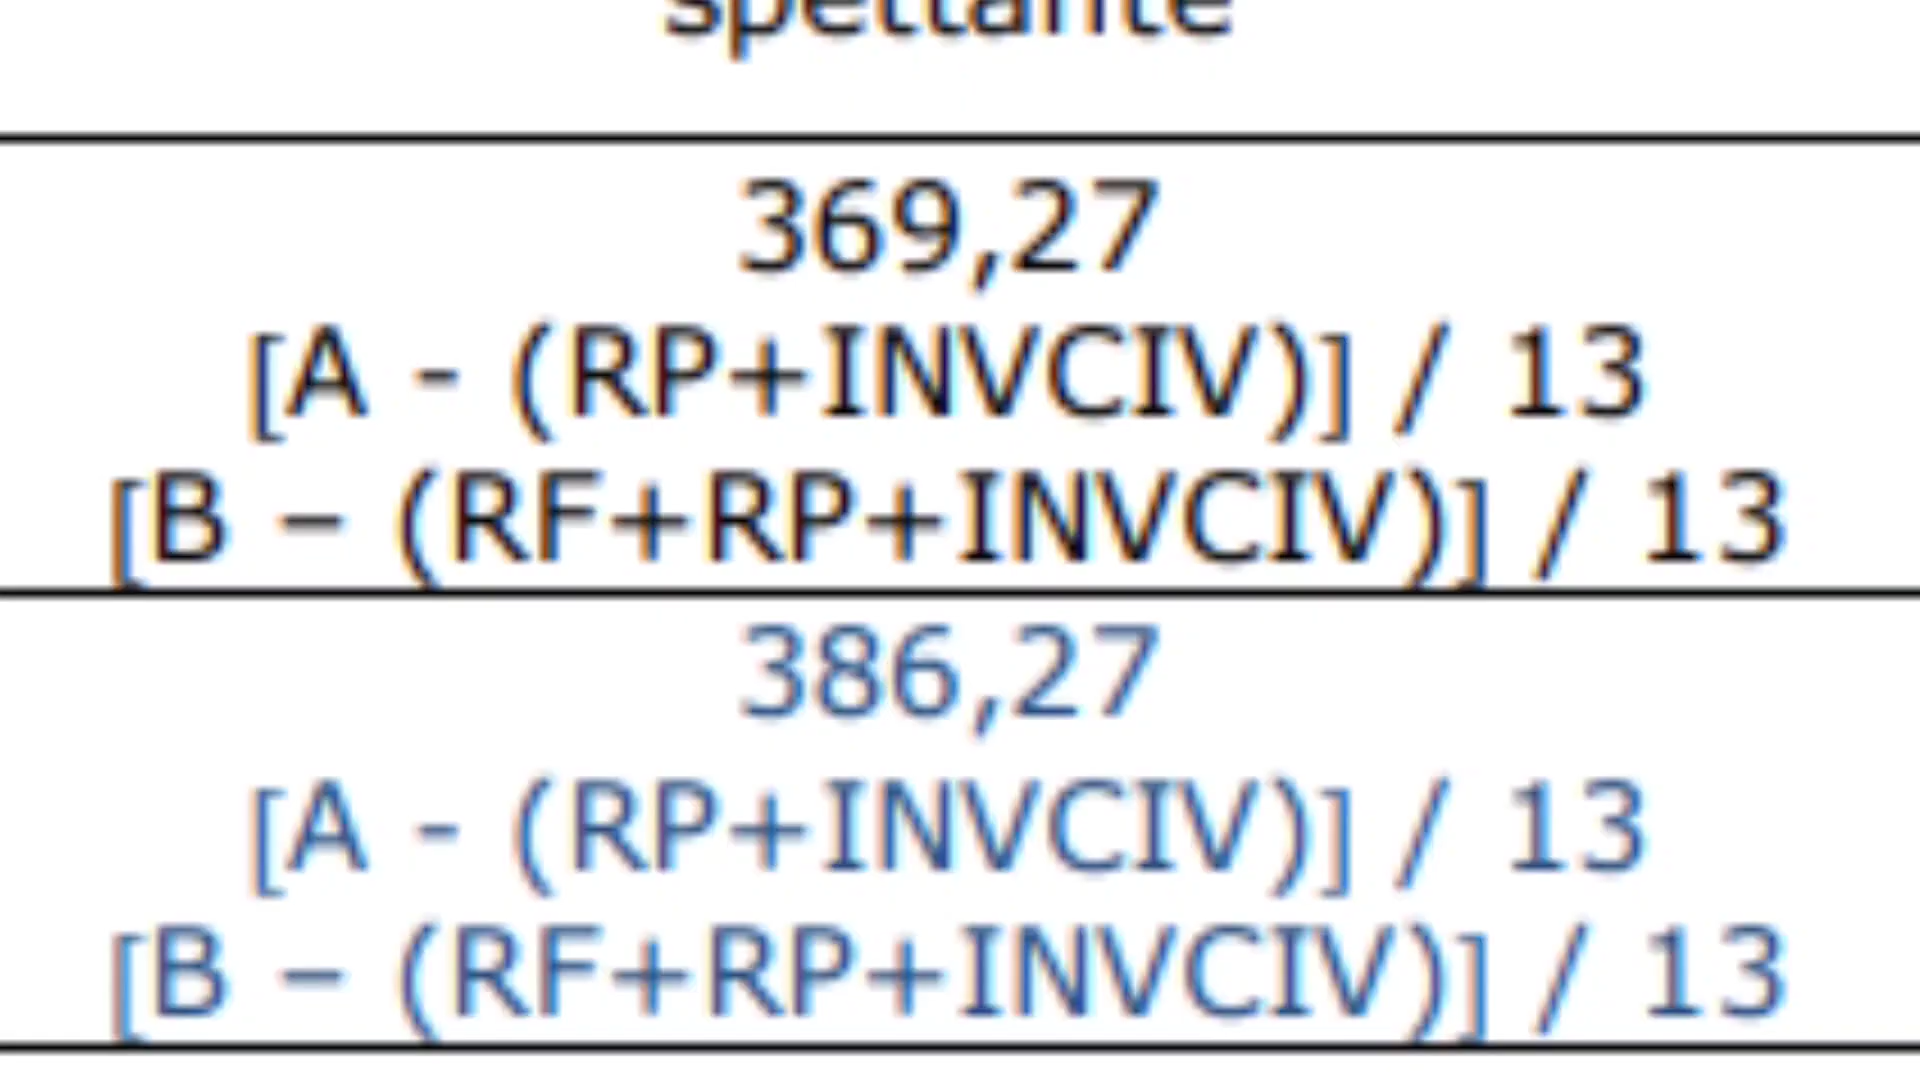 spettante
369,27
[A - (RP+INVCIV)] / 13
[B – (RF+RP+INVCIV)] / 13
386,27
[A - (RP+INVCIV)] / 13
[B – (RF+RP+INVCIV)] / 13